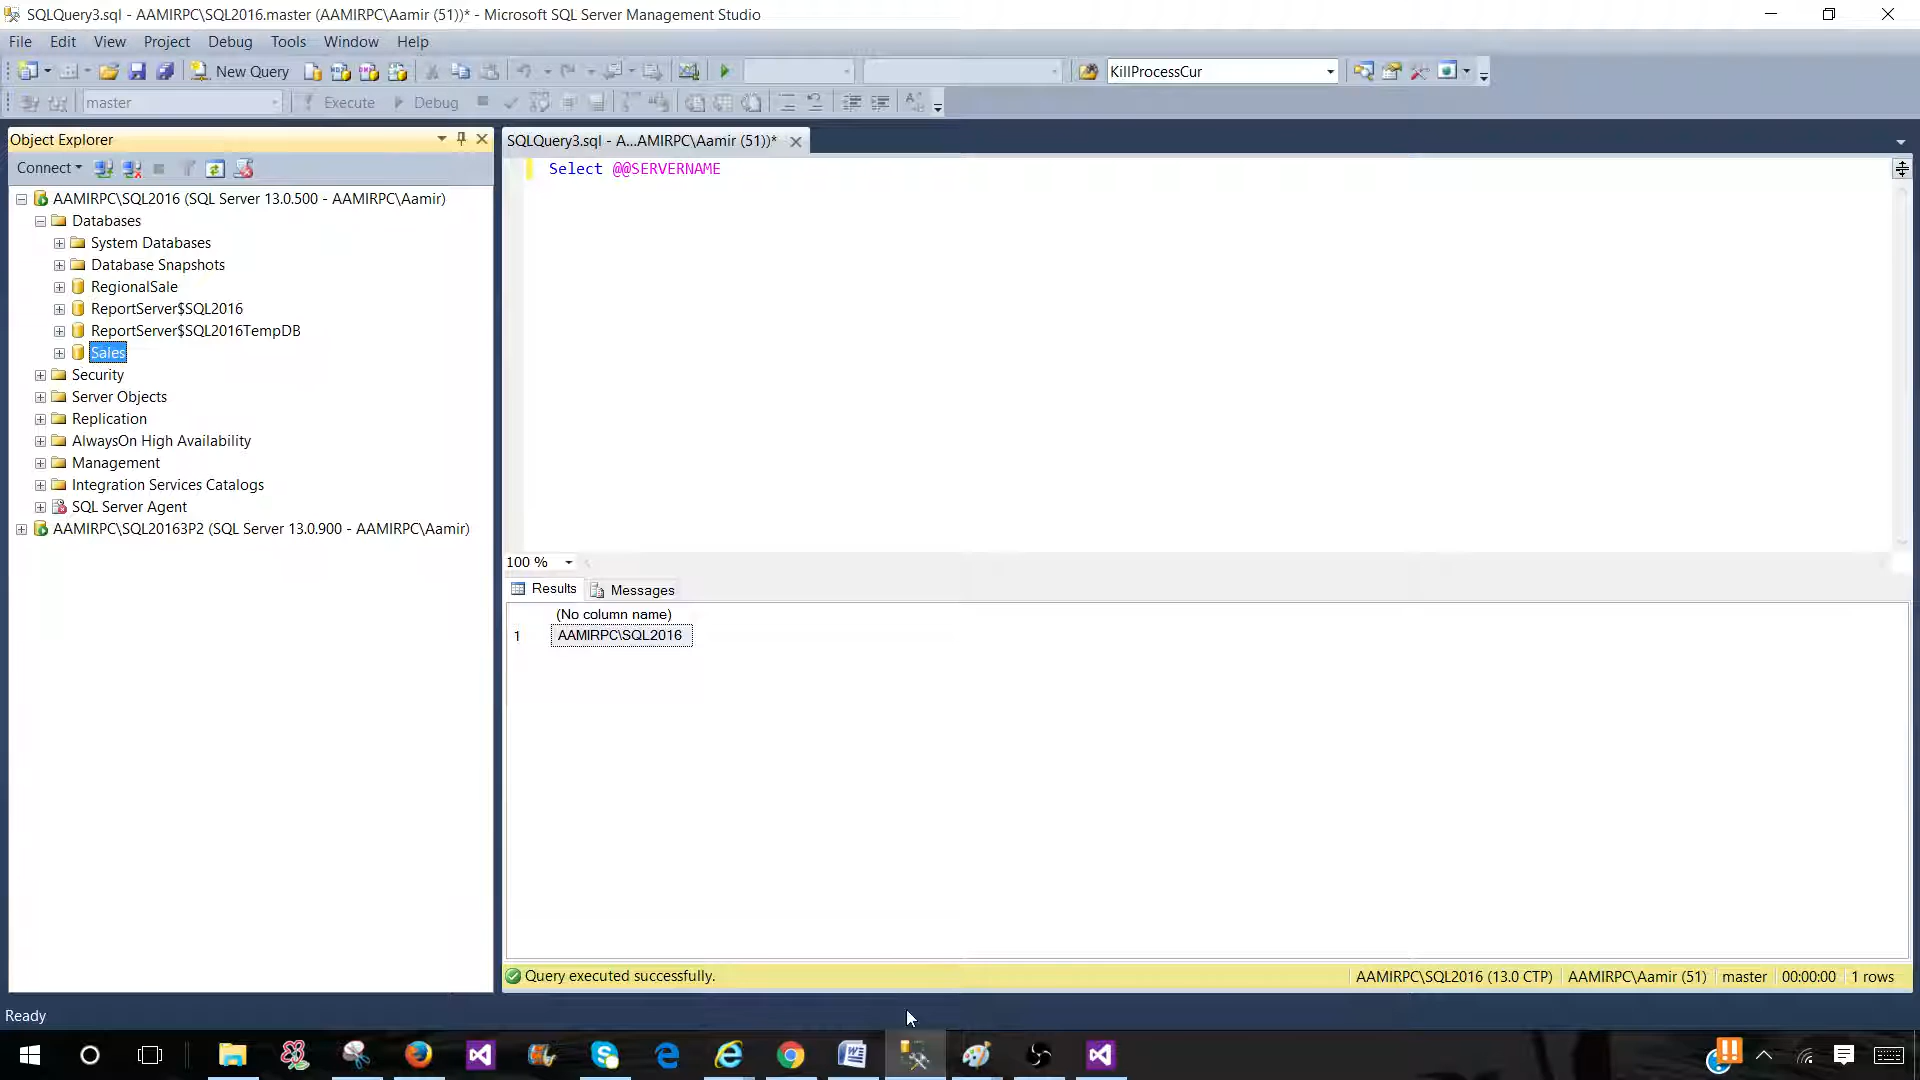 SQLQuery3.sql - AAMIRPC\SQL2016.master (AAMIRPC\Aamir (51))* - Microsoft SQL Server Management Studio
File Edit View Project Debug Tools Window Help
New Query KillProcessCur
master Execute Debug
Object Explorer
SQLQuery3.sql - A...AMIRPC\Aamir (51))*
Connect
Select @@SERVERNAME
AAMIRPC\SQL2016 (SQL Server 13.0.500 - AAMIRPC\Aamir)
Databases
System Databases
Database Snapshots
RegionalSale
ReportServer$SQL2016
ReportServer$SQL2016TempDB
Sales
Security
Server Objects
Replication
AlwaysOn High Availability
Management
Integration Services Catalogs
SQL Server Agent
AAMIRPC\SQL20163P2 (SQL Server 13.0.900 - AAMIRPC\Aamir)
100 %
Results Messages
(No column name)
1 AAMIRPC\SQL2016
Query executed successfully. AAMIRPC\SQL2016 (13.0 CTP) AAMIRPC\Aamir (51) master 00:00:00 1 rows
Ready